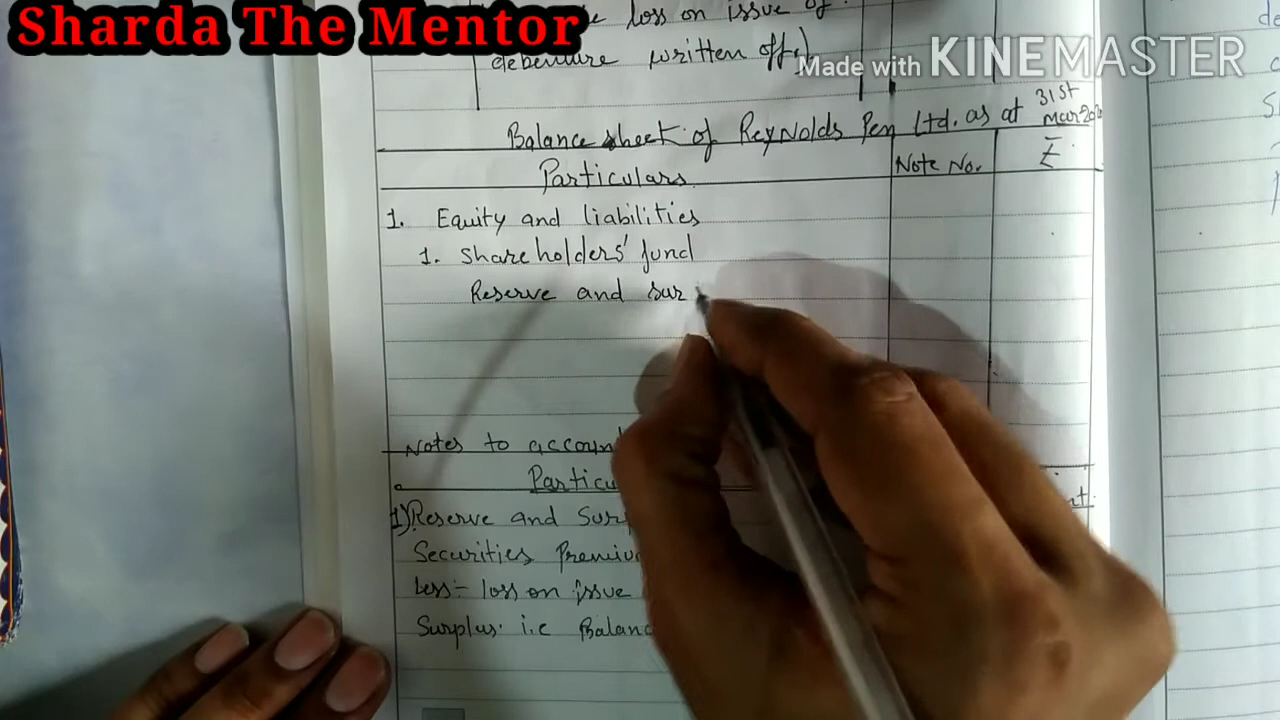 Sharda The Mentor
loss on issue of
debenture written off)
Made with KINEMASTER
Balance sheet of Reynolds Pen Ltd. as at 31st Mar
Particulars Note No. ₹
1. Equity and liabilities
1. Shareholders' fund
Reserve and Sur
Notes to account
Particu
1) Reserve and Surp
Securities Premiu
Less:- loss on issue
Surplus. i.e Balanc